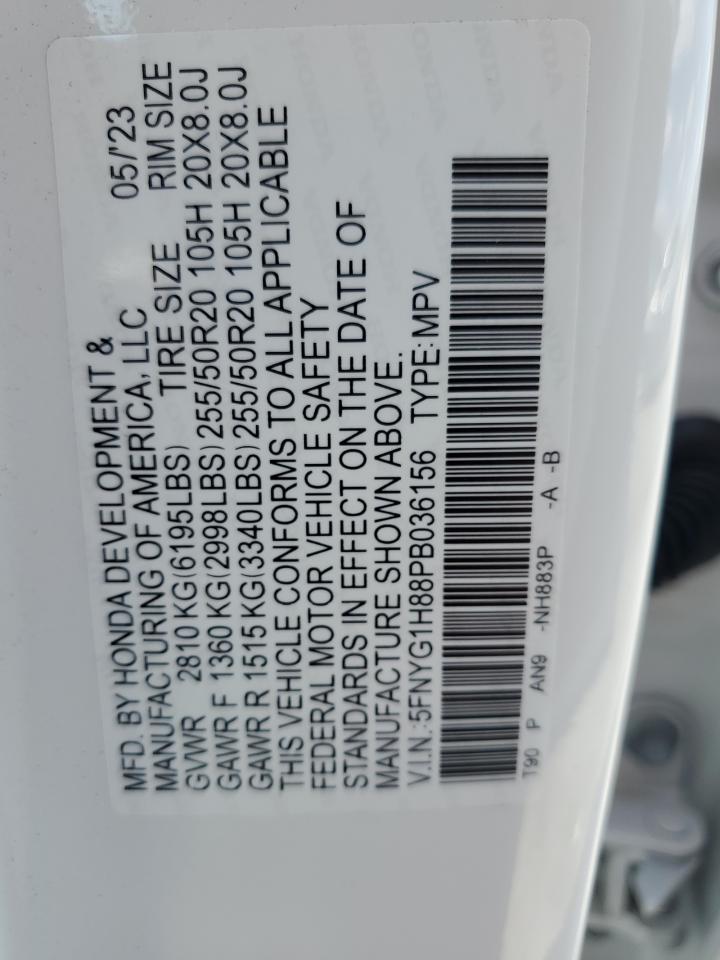 MFD. BY HONDA DEVELOPMENT & 05/'23
MANUFACTURING OF AMERICA, LLC
GVWR 2810 KG(6195LBS) TIRE SIZE RIM SIZE
GAWR F 1360 KG(2998LBS) 255/50R20 105H 20X8.0J
GAWR R 1515 KG(3340LBS) 255/50R20 105H 20X8.0J
THIS VEHICLE CONFORMS TO ALL APPLICABLE
FEDERAL MOTOR VEHICLE SAFETY
STANDARDS IN EFFECT ON THE DATE OF
MANUFACTURE SHOWN ABOVE.
V.I.N.:5FNYG1H88PB036156 TYPE:MPV
T90 P AN9 -NH883P -A -B